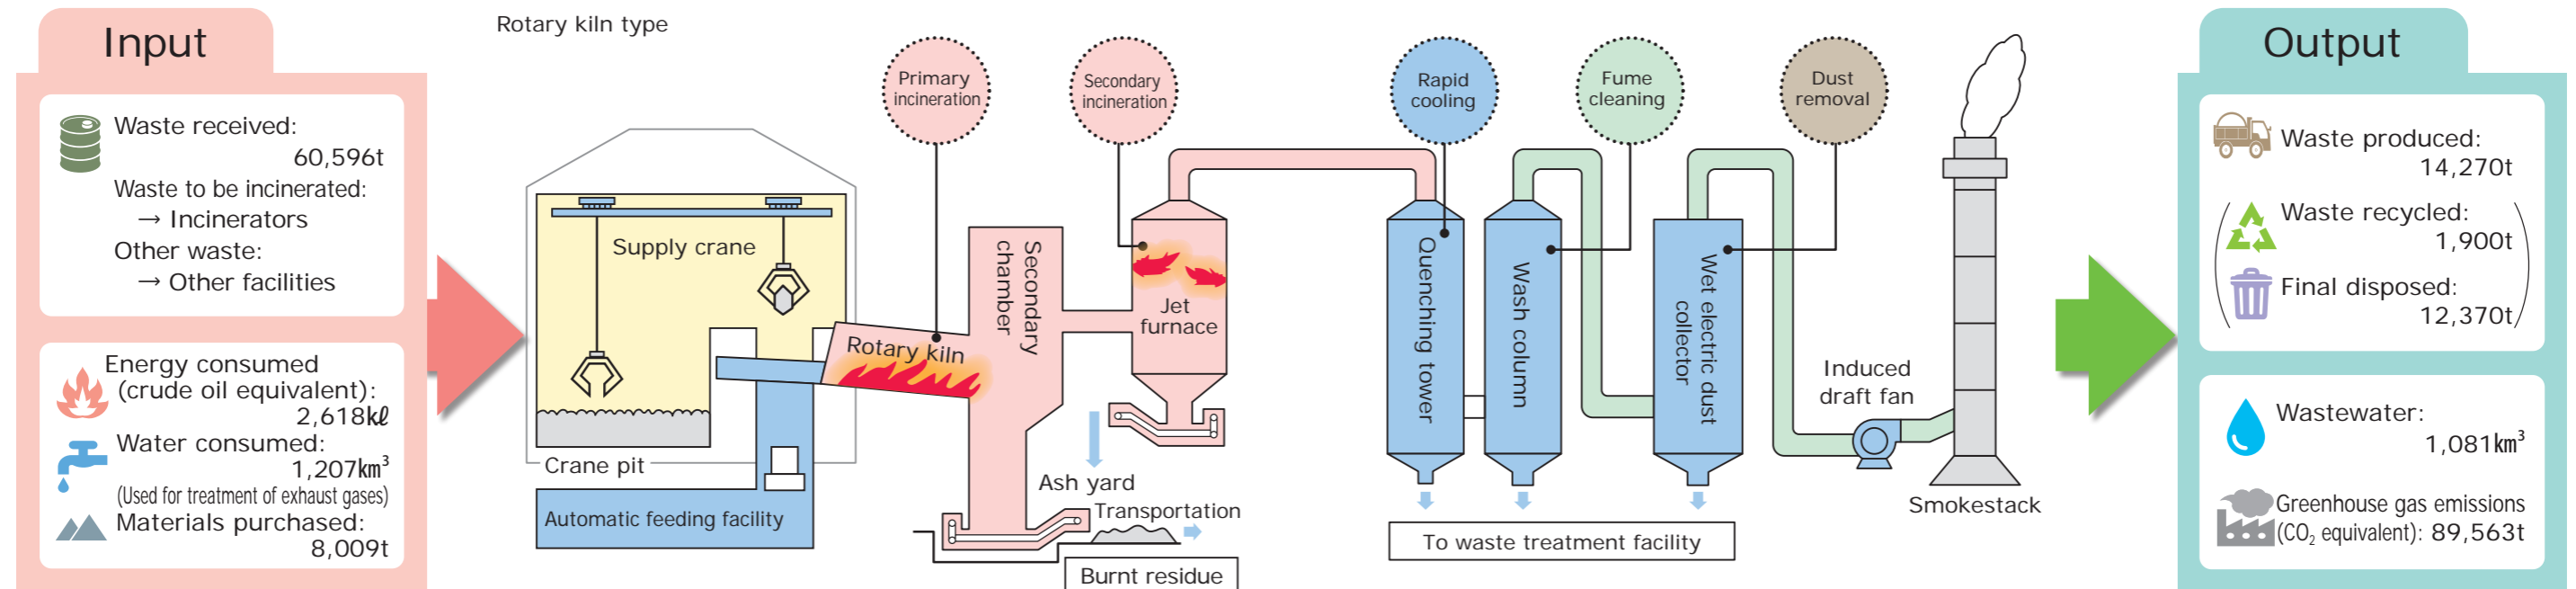 Input
Waste received:
60,596t
Waste to be incinerated:
→ Incinerators
Other waste:
→ Other facilities
Energy consumed
(crude oil equivalent):
2,618kℓ
Water consumed:
1,207km³
(Used for treatment of exhaust gases)
Materials purchased:
8,009t
Rotary kiln type
Primary
incineration
Secondary
incineration
Rapid
cooling
Fume
cleaning
Dust
removal
Supply crane
Rotary kiln
Secondary
chamber
Jet
furnace
Quenching tower
Wash column
Wet electric dust
collector
Induced
draft fan
Crane pit
Automatic feeding facility
Ash yard
Transportation
Burnt residue
To waste treatment facility
Smokestack
Output
Waste produced:
14,270t
Waste recycled:
1,900t
Final disposed:
12,370t
Wastewater:
1,081km³
Greenhouse gas emissions
(CO₂ equivalent): 89,563t